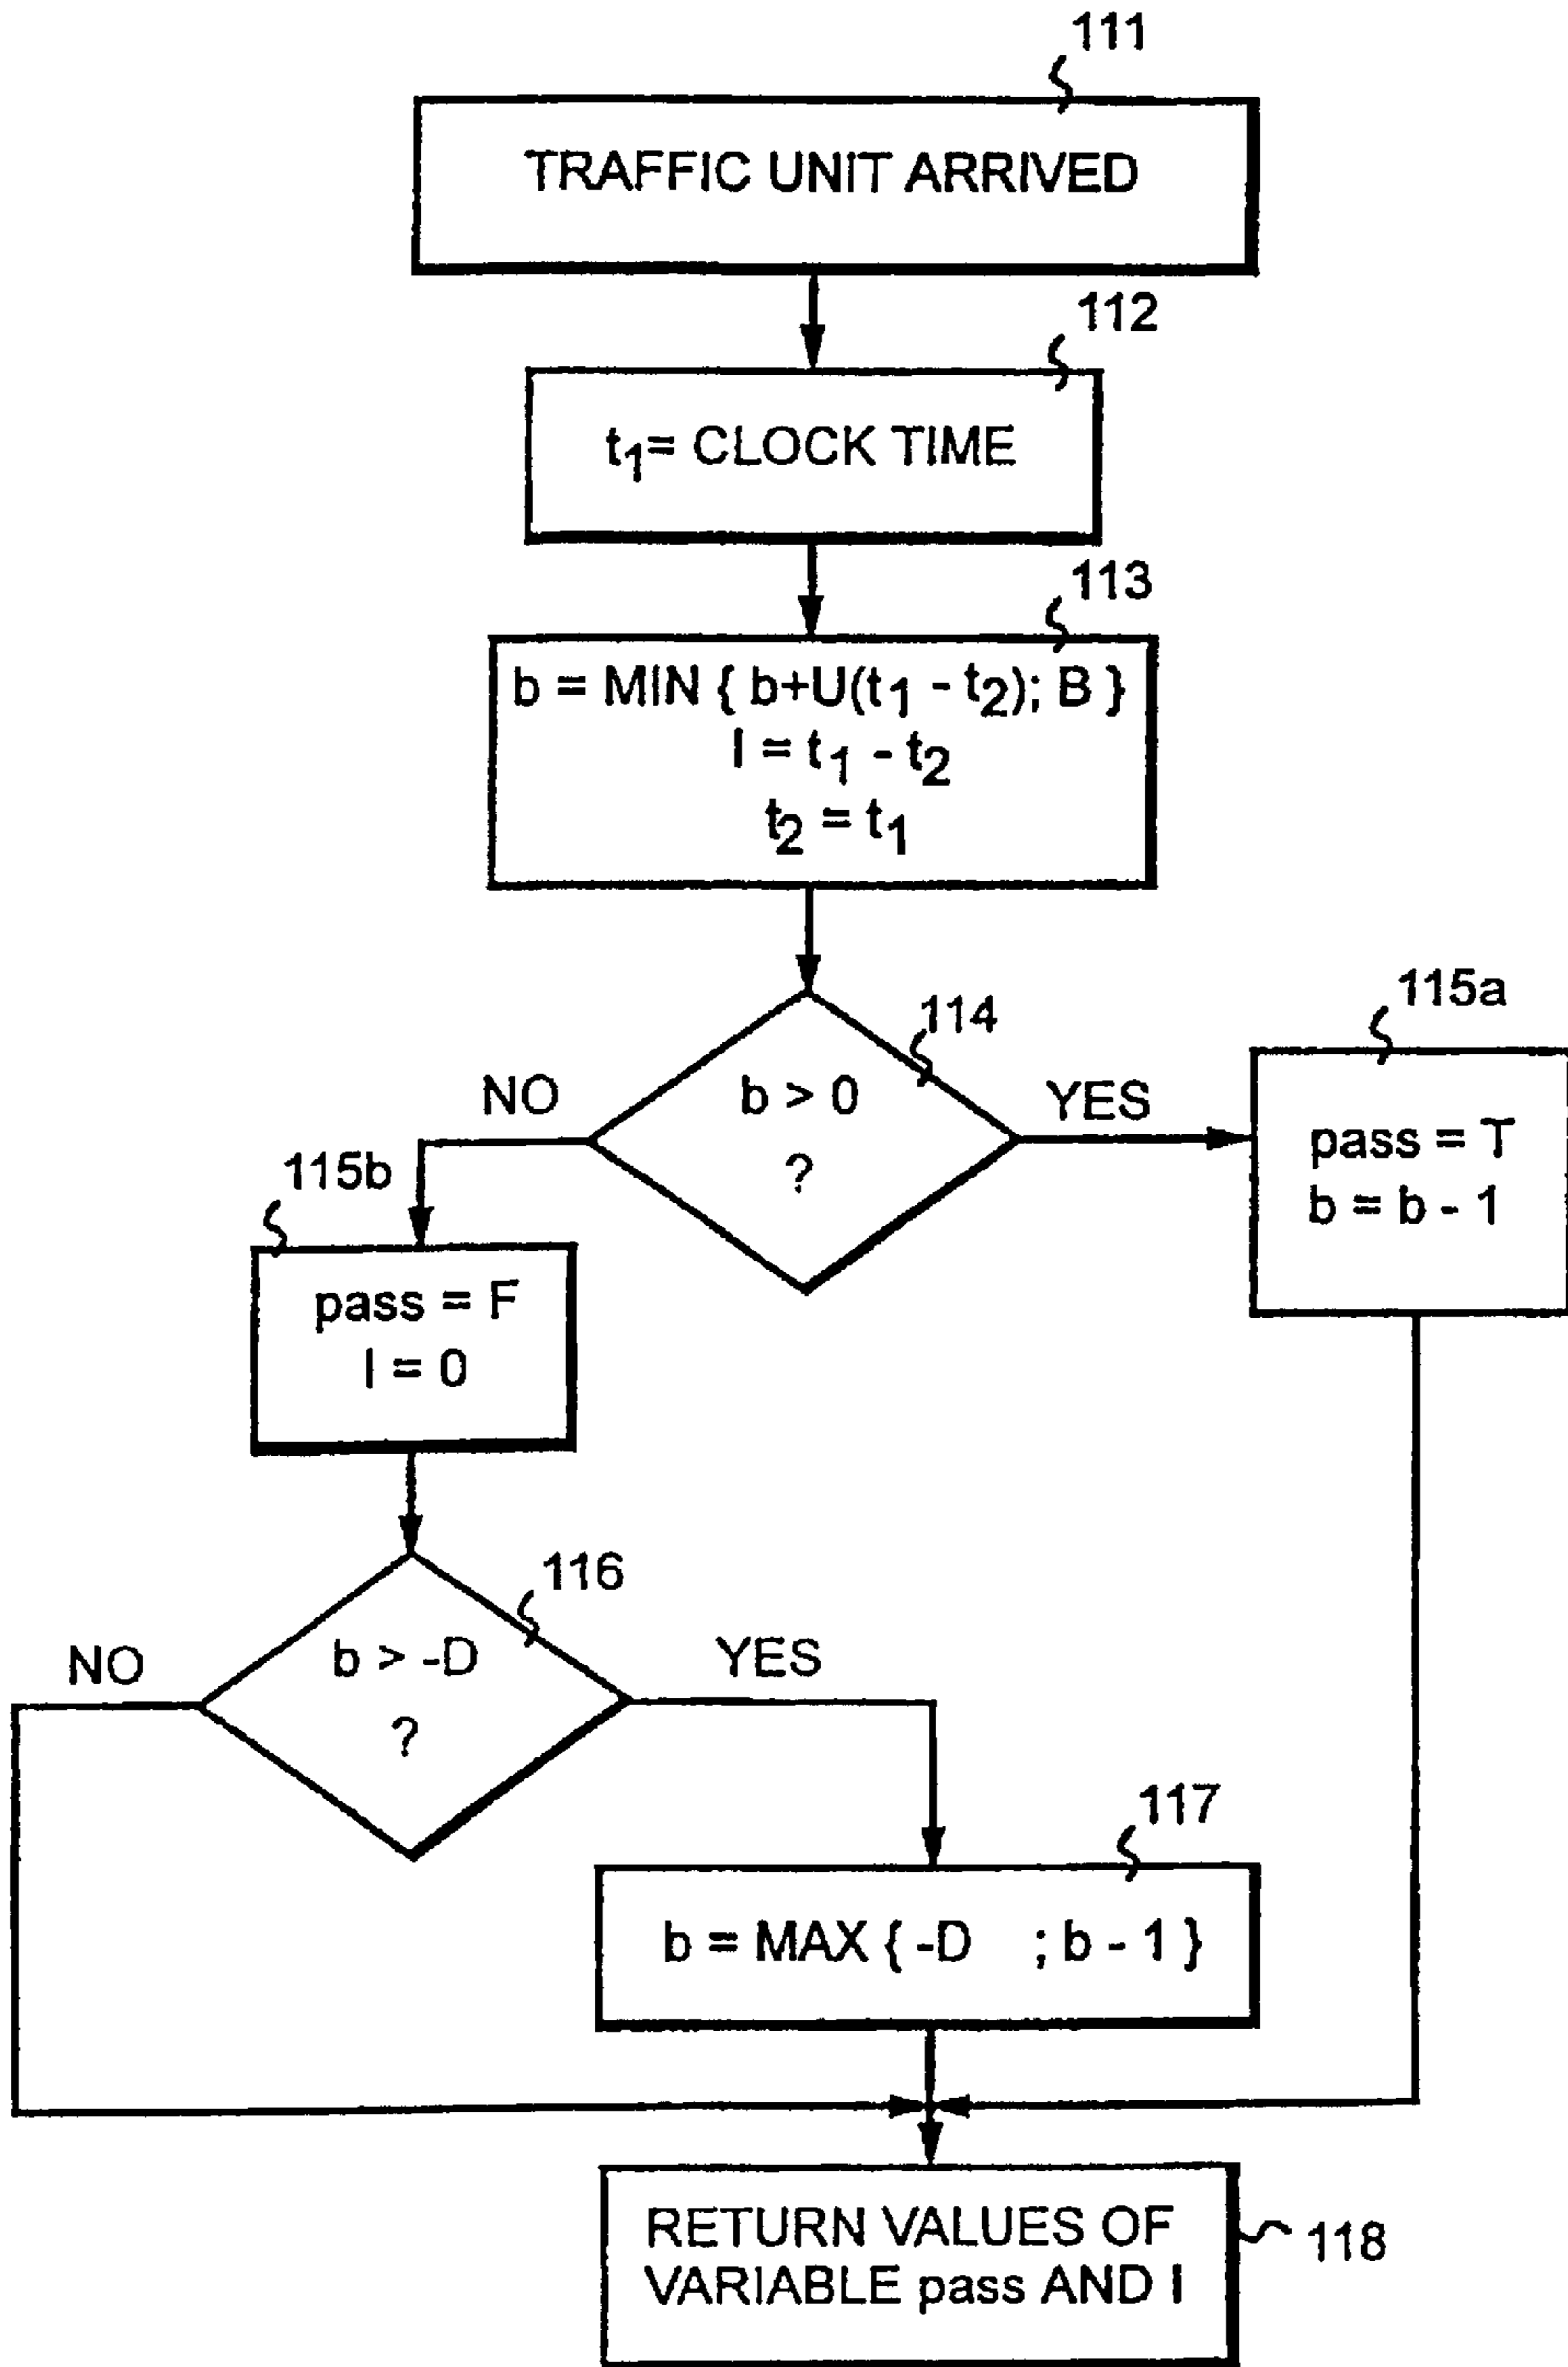 111
TRAFFIC UNIT ARRIVED
112
t₁= CLOCK TIME
113
b = MIN { b+U(t₁ - t₂); B }
I = t₁ - t₂
t₂ = t₁
114
b > 0
?
NO
YES
115a
pass = T
b = b - 1
115b
pass = F
I = 0
116
b > -D
?
NO
YES
117
b = MAX { -D ; b - 1 }
RETURN VALUES OF
VARIABLE pass AND I
118